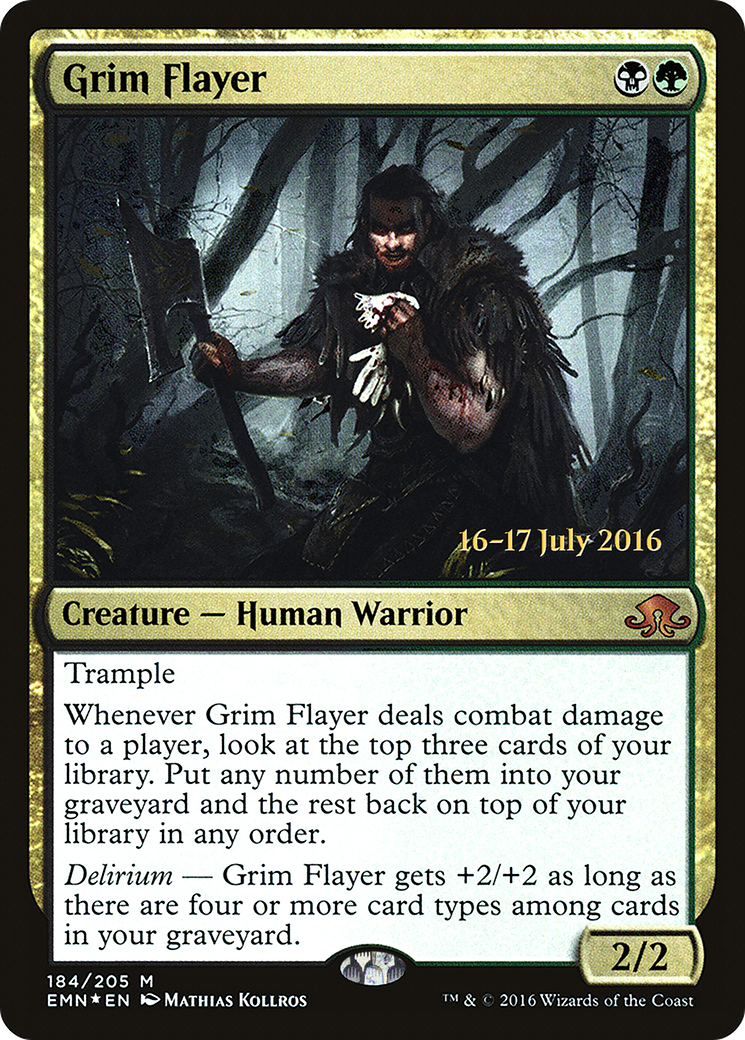 Grim Flayer
16–17 July 2016
Creature — Human Warrior
Trample
Whenever Grim Flayer deals combat damage
to a player, look at the top three cards of your
library. Put any number of them into your
graveyard and the rest back on top of your
library in any order.
Delirium — Grim Flayer gets +2/+2 as long as
there are four or more card types among cards
in your graveyard.
2/2
184/205 M
EMN★EN Mathias Kollros
™ & © 2016 Wizards of the Coast